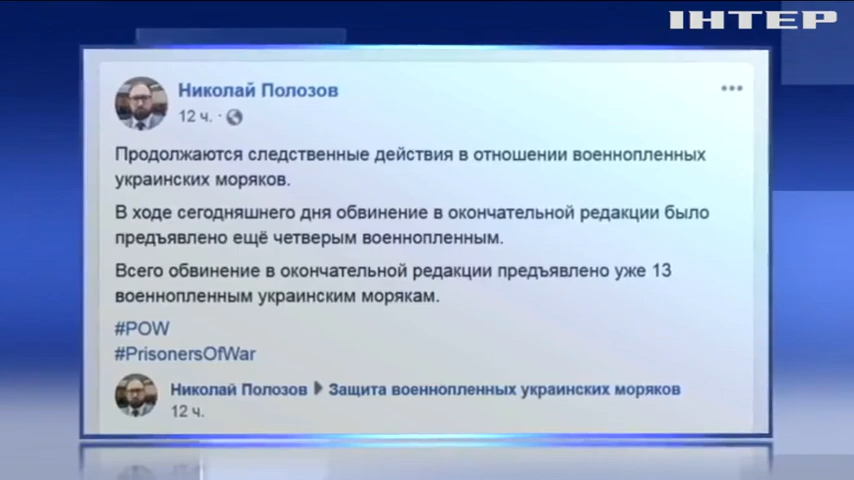 ІНТЕР
Николай Полозов
12 ч. ·
Продолжаются следственные действия в отношении военнопленных
украинских моряков.
В ходе сегодняшнего дня обвинение в окончательной редакции было
предъявлено ещё четверым военнопленным.
Всего обвинение в окончательной редакции предъявлено уже 13
военнопленным украинским морякам.
#POW
#PrisonersOfWar
Николай Полозов Защита военнопленных украинских моряков
12 ч.